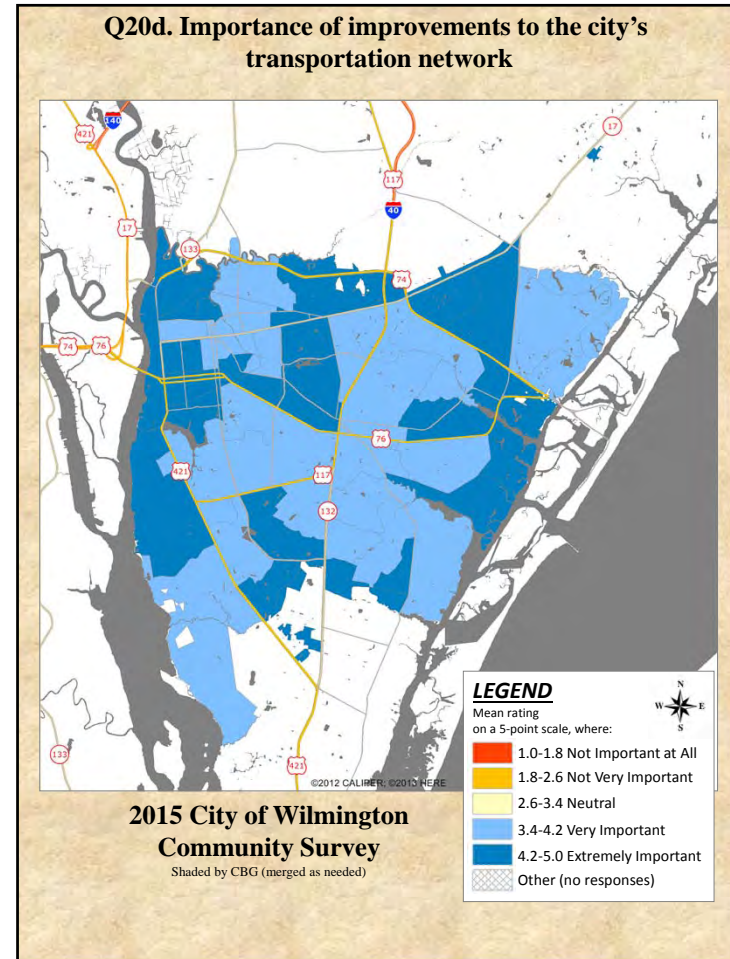 Q20d. Importance of improvements to the city's
transportation network
140
421
17
117
40
17
133
74
74
76
76
421
117
132
133
421
©2012 CALIPER; ©2013 HERE
LEGEND
Mean rating
on a 5-point scale, where:
N
W E
S
1.0-1.8 Not Important at All
1.8-2.6 Not Very Important
2.6-3.4 Neutral
3.4-4.2 Very Important
4.2-5.0 Extremely Important
Other (no responses)
2015 City of Wilmington
Community Survey
Shaded by CBG (merged as needed)